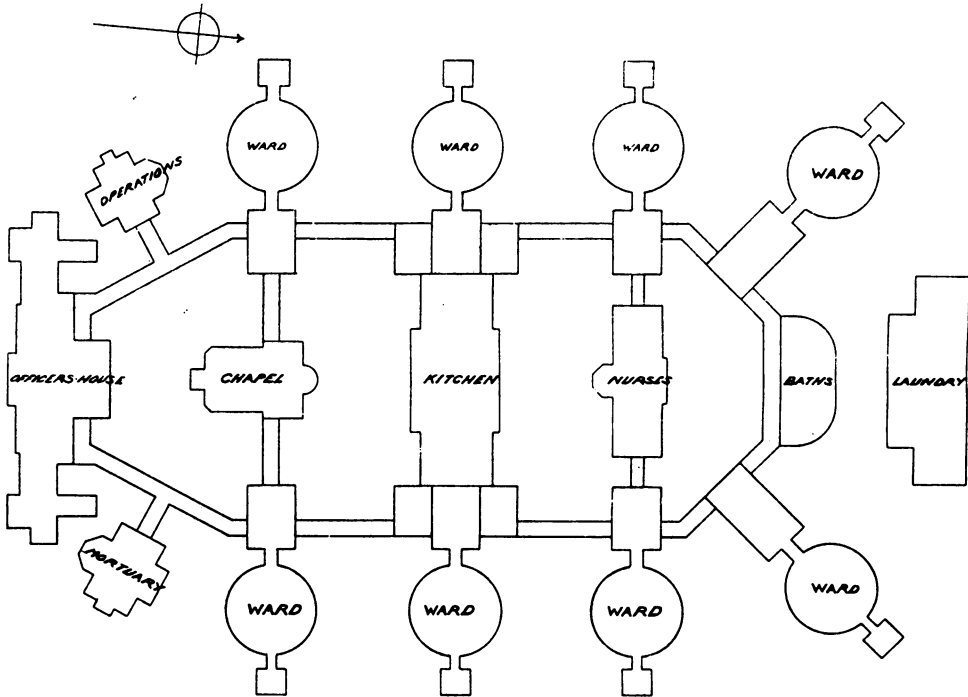 WARD
WARD
WARD
WARD
OPERATIONS
OFFICERS·HOUSE
CHAPEL
KITCHEN
NURSES
BATHS
LAUNDRY
MORTUARY
WARD
WARD
WARD
WARD